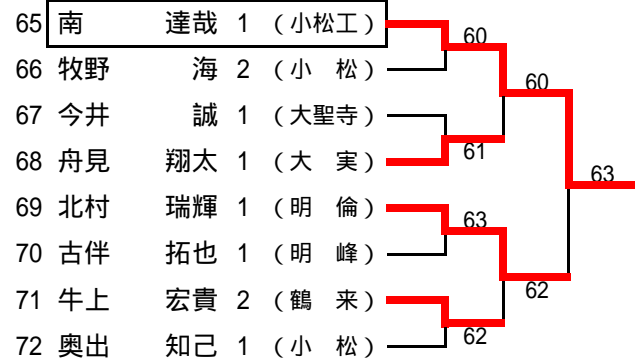 65 南 達哉 1 （小松工）
60
66 牧野 海 2 （小 松）
60
67 今井 誠 1 （大聖寺）
61
68 舟見 翔太 1 （大 実）
63
69 北村 瑞輝 1 （明 倫）
63
70 古伴 拓也 1 （明 峰）
62
71 牛上 宏貴 2 （鶴 来）
62
72 奥出 知己 1 （小 松）